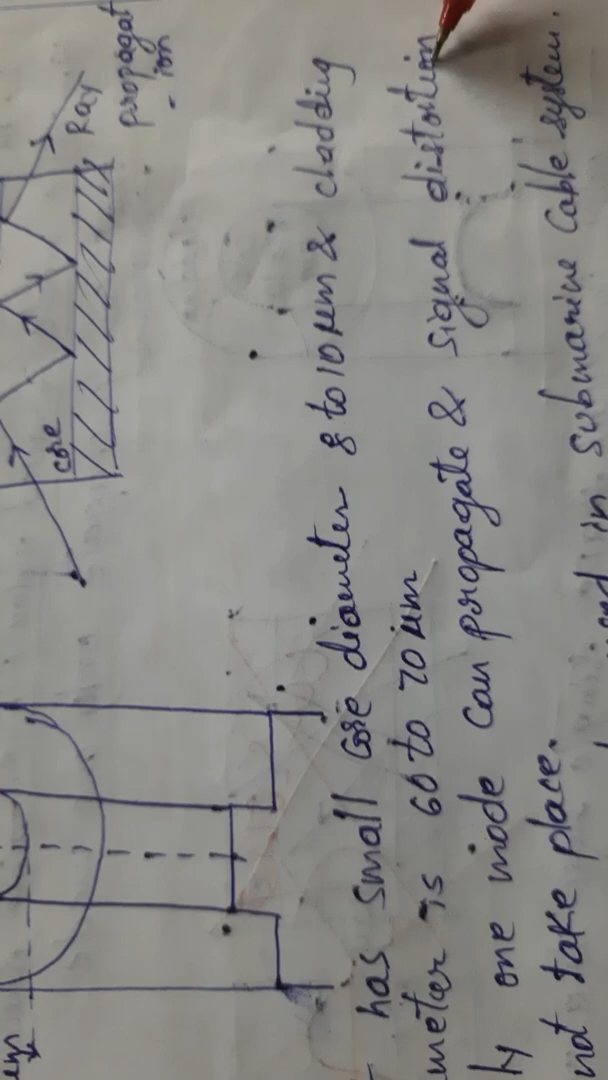 Ray
propagat
-ion
core
has small core diameter 8 to 10 μm & cladding
meter is 60 to 70 μm
ly one mode can propagate & signal distortion
not take place.
in submarine cable system.